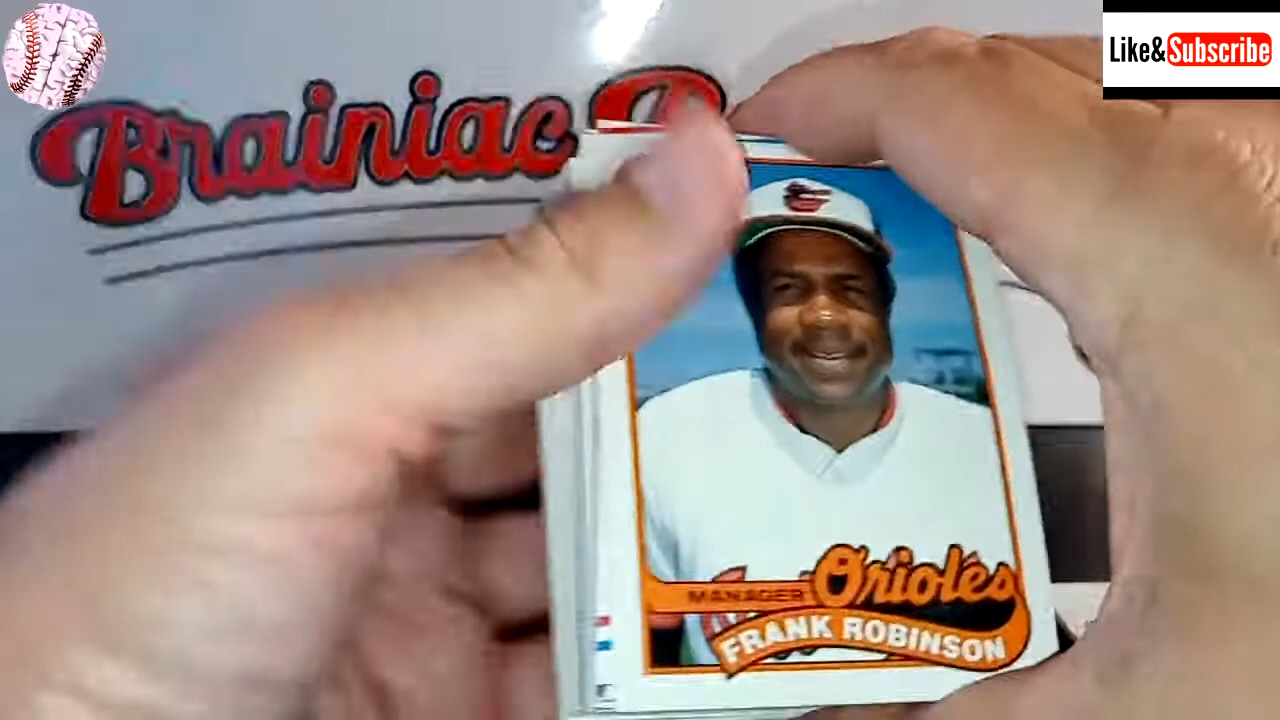 Like&Subscribe
Brainiac
Orioles
MANAGER
FRANK ROBINSON